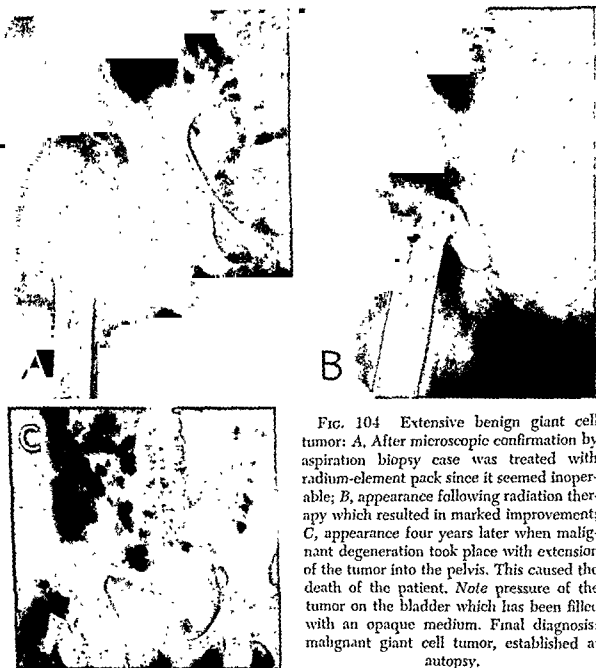 A
B
C
FIG. 104 Extensive benign giant cell
tumor: A, After microscopic confirmation by
aspiration biopsy case was treated with
radium-element pack since it seemed inoper-
able; B, appearance following radiation ther-
apy which resulted in marked improvement;
C, appearance four years later when malig-
nant degeneration took place with extension
of the tumor into the pelvis. This caused the
death of the patient. Note pressure of the
tumor on the bladder which has been filled
with an opaque medium. Final diagnosis:
malignant giant cell tumor, established at
autopsy.